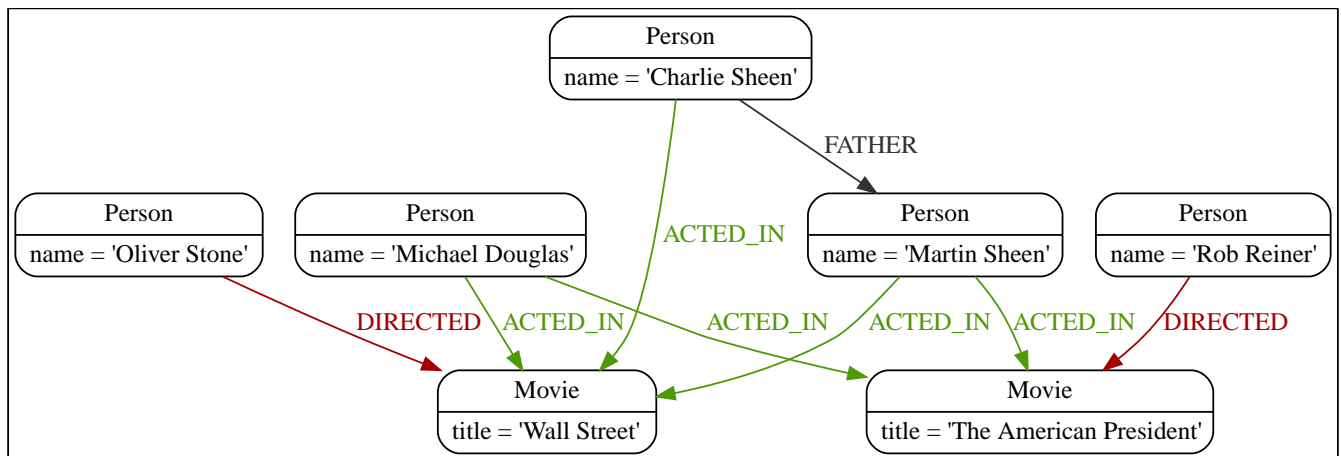 Person
name = 'Charlie Sheen'
FATHER
Person
name = 'Oliver Stone'
Person
name = 'Michael Douglas'
ACTED_IN
Person
name = 'Martin Sheen'
Person
name = 'Rob Reiner'
DIRECTED
ACTED_IN
ACTED_IN
ACTED_IN
ACTED_IN
DIRECTED
Movie
title = 'Wall Street'
Movie
title = 'The American President'